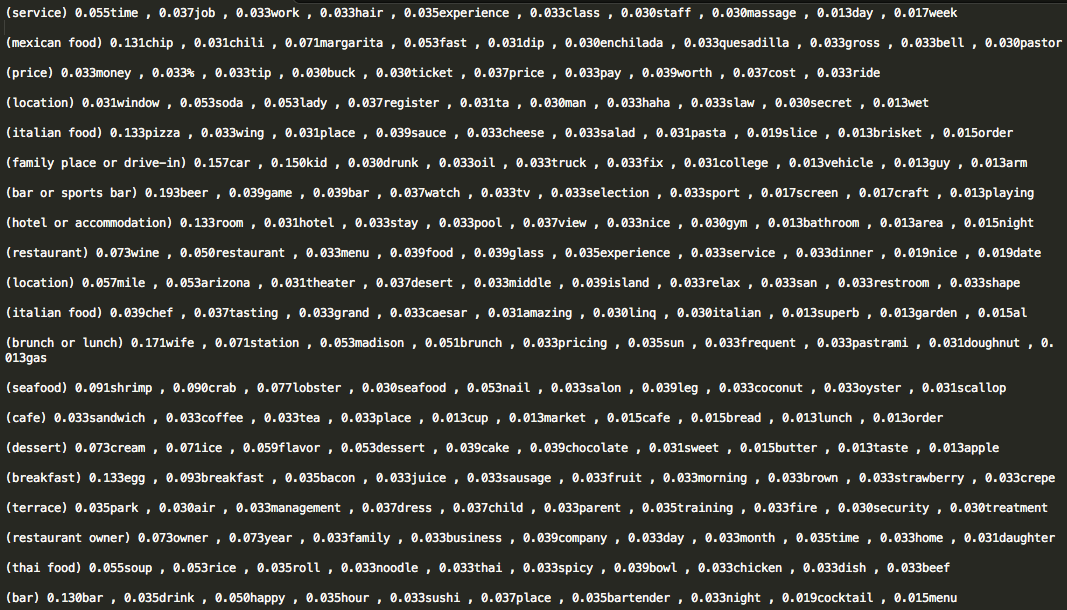 (service) 0.055time , 0.037job , 0.033work , 0.033hair , 0.035experience , 0.033class , 0.030staff , 0.030massage , 0.013day , 0.017week
(mexican food) 0.131chip , 0.031chili , 0.071margarita , 0.053fast , 0.031dip , 0.030enchilada , 0.033quesadilla , 0.033gross , 0.033bell , 0.030pastor
(price) 0.033money , 0.033% , 0.033tip , 0.030buck , 0.030ticket , 0.037price , 0.033pay , 0.039worth , 0.037cost , 0.033ride
(location) 0.031window , 0.053soda , 0.053lady , 0.037register , 0.031ta , 0.030man , 0.033haha , 0.033slaw , 0.030secret , 0.013wet
(italian food) 0.133pizza , 0.033wing , 0.031place , 0.039sauce , 0.033cheese , 0.033salad , 0.031pasta , 0.019slice , 0.013brisket , 0.015order
(family place or drive-in) 0.157car , 0.150kid , 0.030drunk , 0.033oil , 0.033truck , 0.033fix , 0.031college , 0.013vehicle , 0.013guy , 0.013arm
(bar or sports bar) 0.193beer , 0.039game , 0.039bar , 0.037watch , 0.033tv , 0.033selection , 0.033sport , 0.017screen , 0.017craft , 0.013playing
(hotel or accommodation) 0.133room , 0.031hotel , 0.033stay , 0.033pool , 0.037view , 0.033nice , 0.030gym , 0.013bathroom , 0.013area , 0.015night
(restaurant) 0.073wine , 0.050restaurant , 0.033menu , 0.039food , 0.039glass , 0.035experience , 0.033service , 0.033dinner , 0.019nice , 0.019date
(location) 0.057mile , 0.053arizona , 0.031theater , 0.037desert , 0.033middle , 0.039island , 0.033relax , 0.033san , 0.033restroom , 0.033shape
(italian food) 0.039chef , 0.037tasting , 0.033grand , 0.033caesar , 0.031amazing , 0.030linq , 0.030italian , 0.013superb , 0.013garden , 0.015al
(brunch or lunch) 0.171wife , 0.071station , 0.053madison , 0.051brunch , 0.033pricing , 0.035sun , 0.033frequent , 0.033pastrami , 0.031doughnut , 0.
013gas
(seafood) 0.091shrimp , 0.090crab , 0.077lobster , 0.030seafood , 0.053nail , 0.033salon , 0.039leg , 0.033coconut , 0.033oyster , 0.031scallop
(cafe) 0.033sandwich , 0.033coffee , 0.033tea , 0.033place , 0.013cup , 0.013market , 0.015cafe , 0.015bread , 0.013lunch , 0.013order
(dessert) 0.073cream , 0.071ice , 0.059flavor , 0.053dessert , 0.039cake , 0.039chocolate , 0.031sweet , 0.015butter , 0.013taste , 0.013apple
(breakfast) 0.133egg , 0.093breakfast , 0.035bacon , 0.033juice , 0.033sausage , 0.033fruit , 0.033morning , 0.033brown , 0.033strawberry , 0.033crepe
(terrace) 0.035park , 0.030air , 0.033management , 0.037dress , 0.037child , 0.033parent , 0.035training , 0.033fire , 0.030security , 0.030treatment
(restaurant owner) 0.073owner , 0.073year , 0.033family , 0.033business , 0.039company , 0.033day , 0.033month , 0.035time , 0.033home , 0.031daughter
(thai food) 0.055soup , 0.053rice , 0.035roll , 0.033noodle , 0.033thai , 0.033spicy , 0.039bowl , 0.033chicken , 0.033dish , 0.033beef
(bar) 0.130bar , 0.035drink , 0.050happy , 0.035hour , 0.033sushi , 0.037place , 0.035bartender , 0.033night , 0.019cocktail , 0.015menu